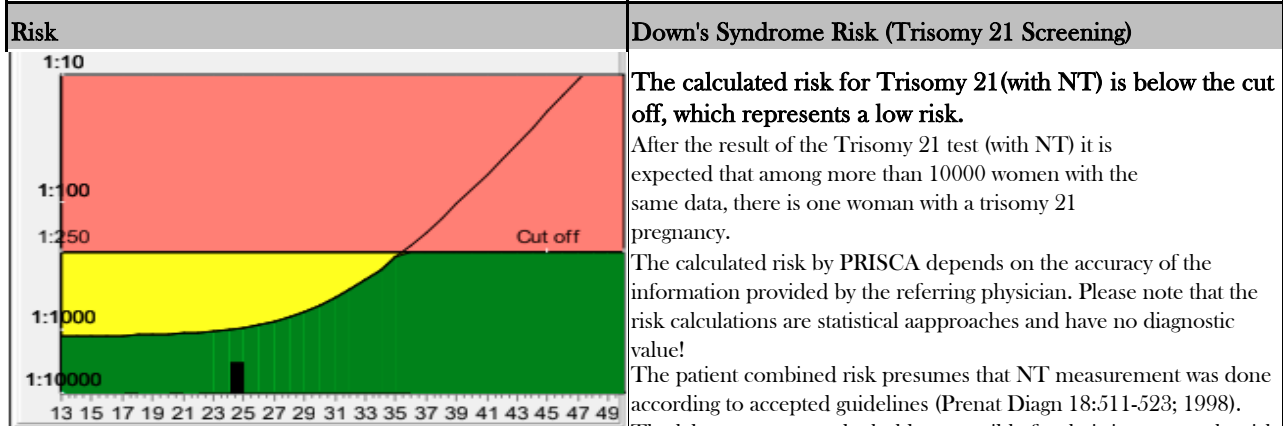 Risk
Down's Syndrome Risk (Trisomy 21 Screening)
1:10
1:100
1:250
Cut off
1:1000
1:10000
13 15 17 19 21 23 25 27 29 31 33 35 37 39 41 43 45 47 49
The calculated risk for Trisomy 21(with NT) is below the cut
off, which represents a low risk.
After the result of the Trisomy 21 test (with NT) it is
expected that among more than 10000 women with the
same data, there is one woman with a trisomy 21
pregnancy.
The calculated risk by PRISCA depends on the accuracy of the
information provided by the referring physician. Please note that the
risk calculations are statistical aapproaches and have no diagnostic
value!
The patient combined risk presumes that NT measurement was done
according to accepted guidelines (Prenat Diagn 18:511-523; 1998).